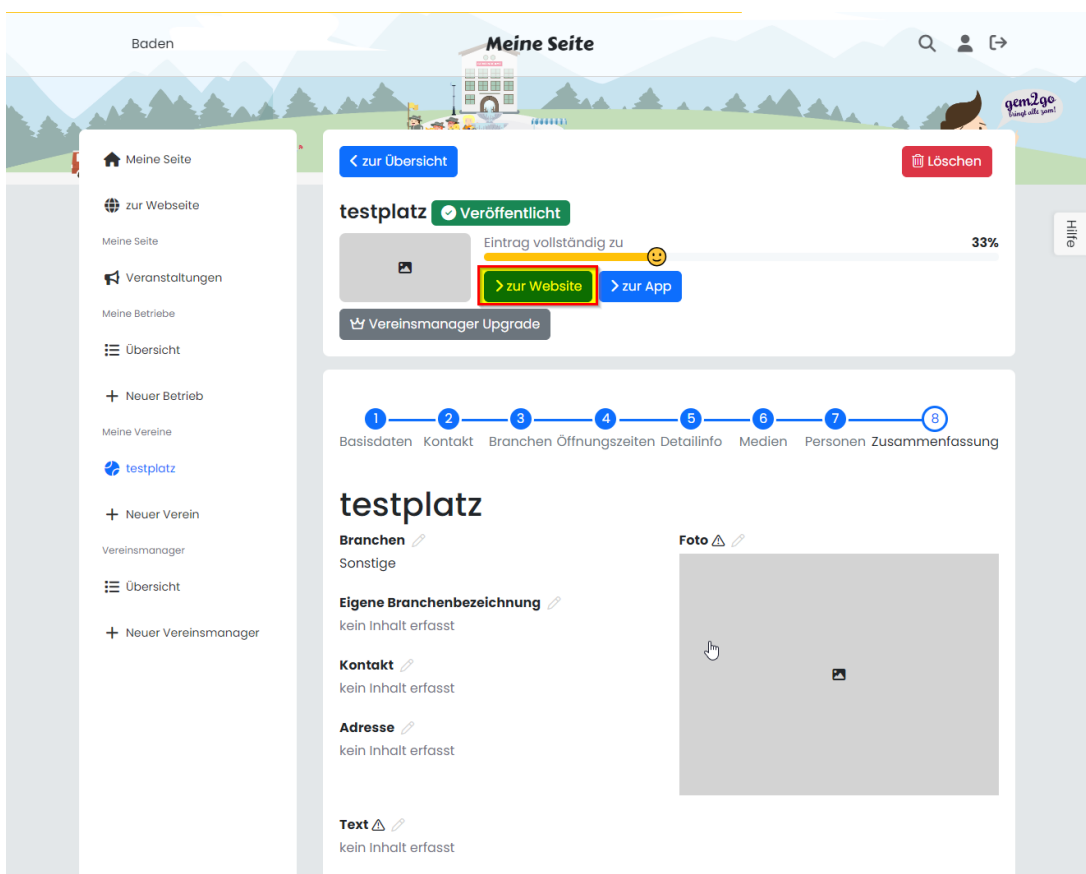 Baden
Meine Seite
gem2go
bringt alle zam!
Meine Seite
zur Webseite
Meine Seite
Veranstaltungen
Meine Betriebe
Übersicht
Neuer Betrieb
Meine Vereine
testplatz
Neuer Verein
Vereinsmanager
Übersicht
Neuer Vereinsmanager
zur Übersicht
Löschen
testplatz Veröffentlicht
Eintrag vollständig zu 33%
zur Website zur App
Vereinsmanager Upgrade
Hilfe
1 2 3 4 5 6 7 8
Basisdaten Kontakt Branchen Öffnungszeiten Detailinfo Medien Personen Zusammenfassung
testplatz
Branchen
Sonstige
Eigene Branchenbezeichnung
kein Inhalt erfasst
Kontakt
kein Inhalt erfasst
Adresse
kein Inhalt erfasst
Foto
Text
kein Inhalt erfasst